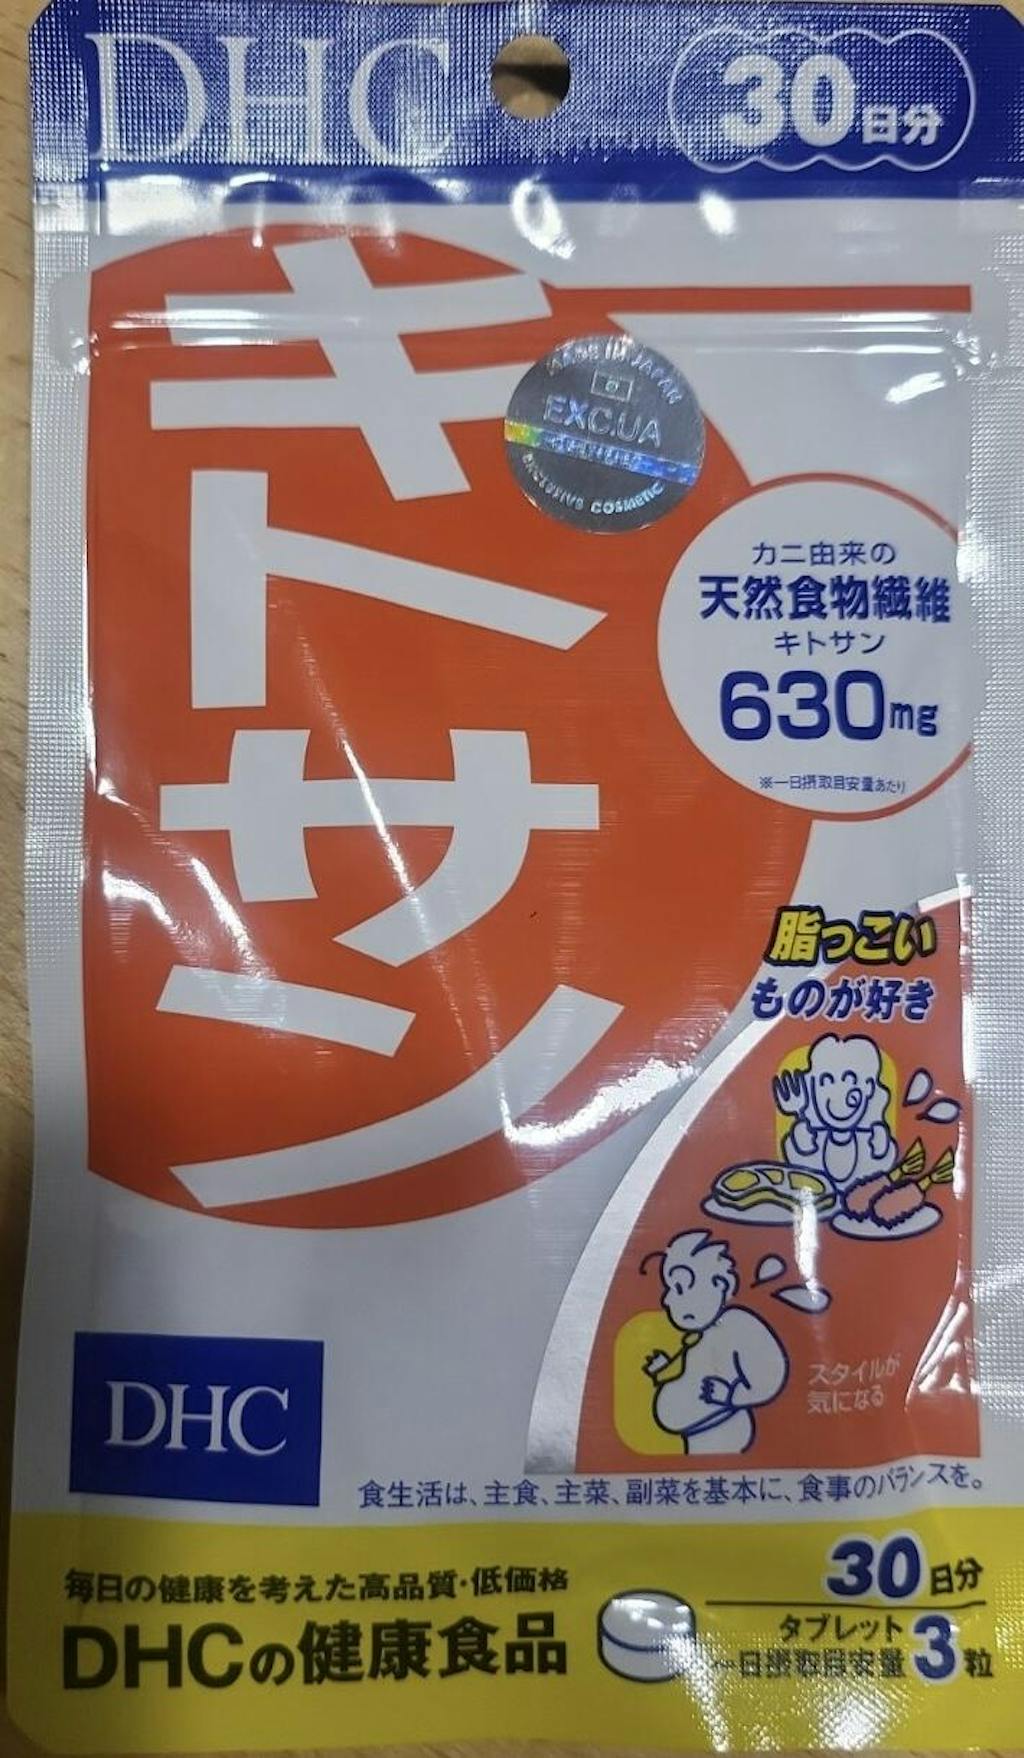 DHC
30日分
キトサン
MADE IN JAPAN
EXC.UA
EXCLUSIVE COSMETIC
カニ由来の
天然食物繊維
キトサン
630mg
※一日摂取目安量あたり
脂っこい
ものが好き
スタイルが
気になる
DHC
食生活は、主食、主菜、副菜を基本に、食事のバランスを。
毎日の健康を考えた高品質・低価格
DHCの健康食品
30日分
タブレット
一日摂取目安量3粒